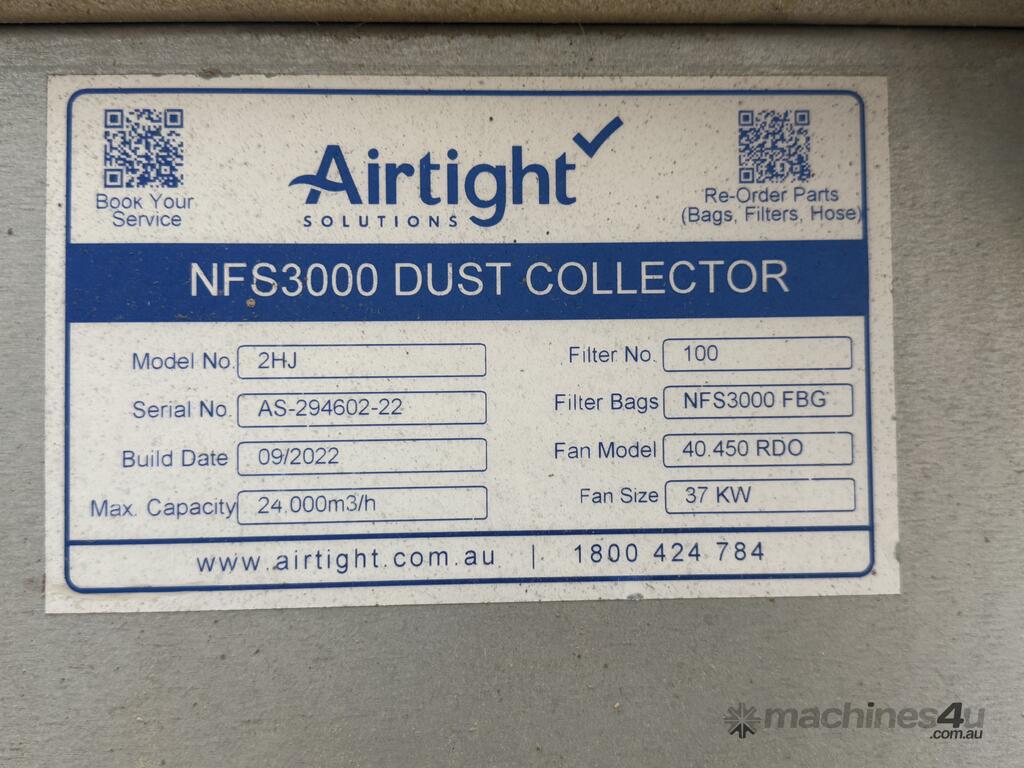 Airtight
SOLUTIONS
Book Your
Service
Re-Order Parts
(Bags, Filters, Hose)
NFS3000 DUST COLLECTOR
Model No. 2HJ
Serial No. AS-294602-22
Build Date 09/2022
Max. Capacity 24.000m3/h
Filter No. 100
Filter Bags NFS3000 FBG
Fan Model 40.450 RDO
Fan Size 37 KW
www.airtight.com.au | 1800 424 784
machines4u
.com.au